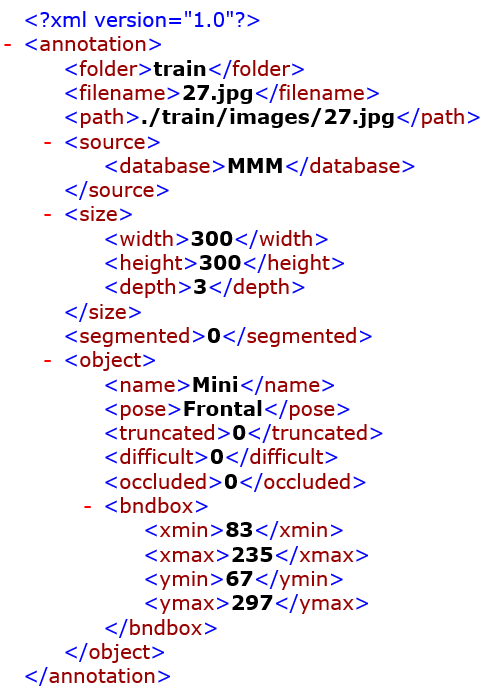 <?xml version="1.0"?>
- <annotation>
<folder>train</folder>
<filename>27.jpg</filename>
<path>./train/images/27.jpg</path>
- <source>
<database>MMM</database>
</source>
- <size>
<width>300</width>
<height>300</height>
<depth>3</depth>
</size>
<segmented>0</segmented>
- <object>
<name>Mini</name>
<pose>Frontal</pose>
<truncated>0</truncated>
<difficult>0</difficult>
<occluded>0</occluded>
- <bndbox>
<xmin>83</xmin>
<xmax>235</xmax>
<ymin>67</ymin>
<ymax>297</ymax>
</bndbox>
</object>
</annotation>